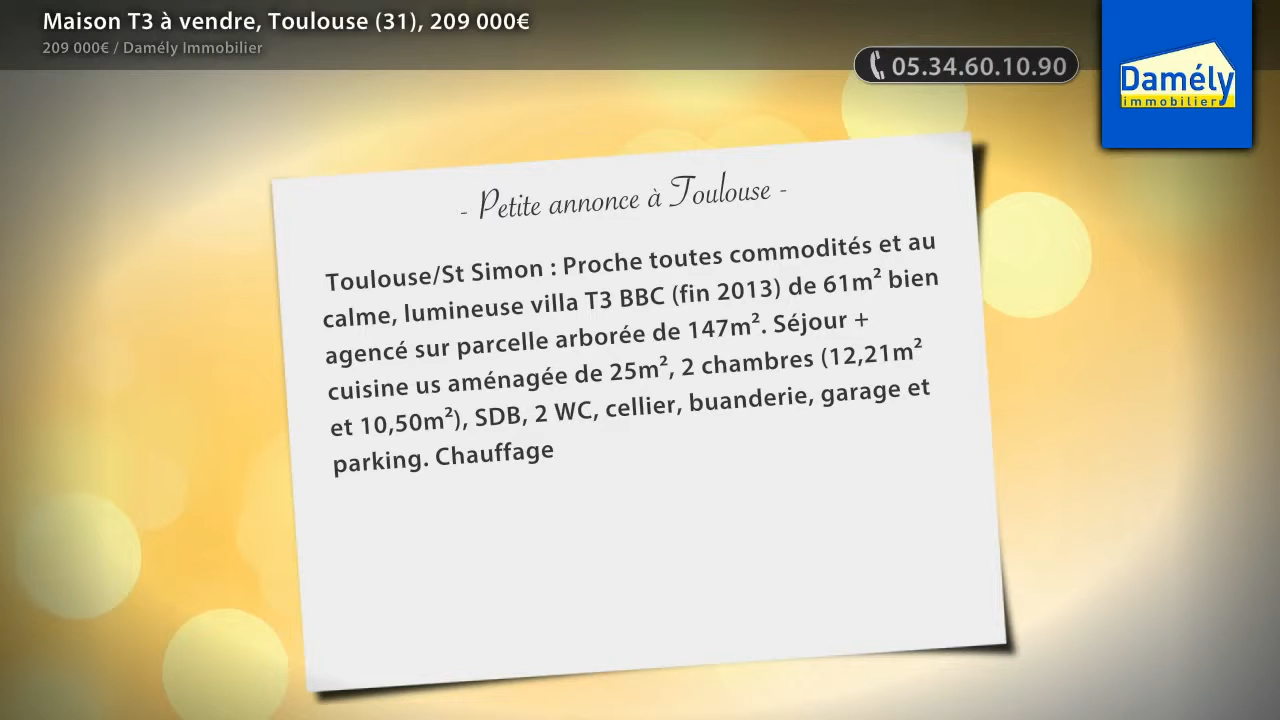 Maison T3 à vendre, Toulouse (31), 209 000€
209 000€ / Damély Immobilier
05.34.60.10.90
Damély
immobilier
- Petite annonce à Toulouse -
Toulouse/St Simon : Proche toutes commodités et au
calme, lumineuse villa T3 BBC (fin 2013) de 61m² bien
agencé sur parcelle arborée de 147m². Séjour +
cuisine us aménagée de 25m², 2 chambres (12,21m²
et 10,50m²), SDB, 2 WC, cellier, buanderie, garage et
parking. Chauffage